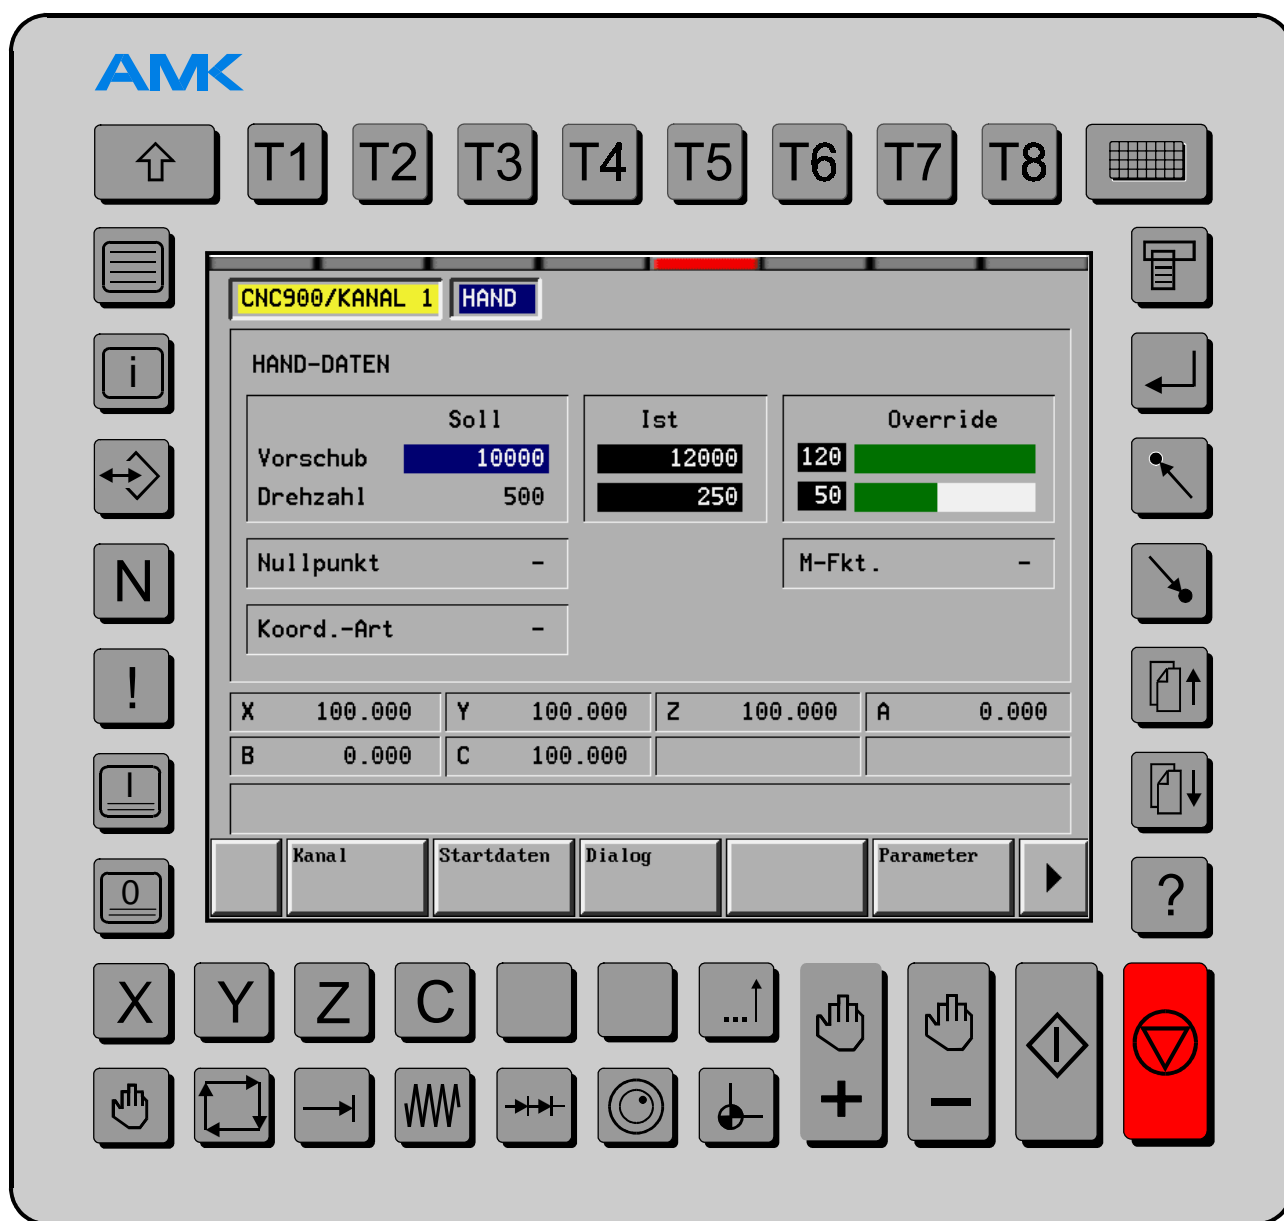 AMK
T1 T2 T3 T4 T5 T6 T7 T8
CNC900/KANAL 1 HAND
HAND-DATEN
Soll Ist Override
Vorschub 10000 12000 120
Drehzahl 500 250 50
Nullpunkt - M-Fkt. -
Koord.-Art -
X 100.000 Y 100.000 Z 100.000 A 0.000
B 0.000 C 100.000
Kanal Startdaten Dialog Parameter
i
N
!
I
0
?
X Y Z C ...
+ -